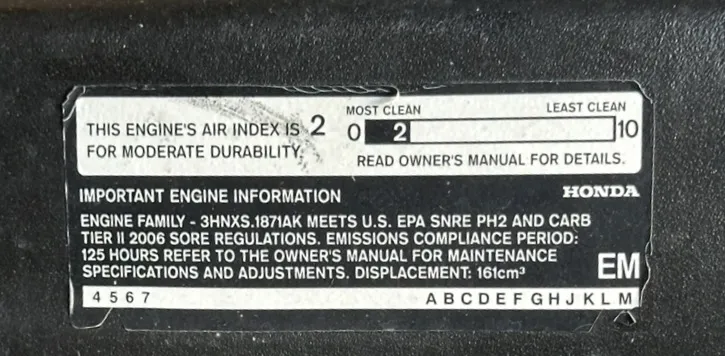 MOST CLEAN LEAST CLEAN
THIS ENGINE'S AIR INDEX IS 2 0 2 10
FOR MODERATE DURABILITY.
READ OWNER'S MANUAL FOR DETAILS.
IMPORTANT ENGINE INFORMATION HONDA
ENGINE FAMILY - 3HNXS.1871AK MEETS U.S. EPA SNRE PH2 AND CARB
TIER II 2006 SORE REGULATIONS. EMISSIONS COMPLIANCE PERIOD:
125 HOURS REFER TO THE OWNER'S MANUAL FOR MAINTENANCE
SPECIFICATIONS AND ADJUSTMENTS. DISPLACEMENT: 161cm³
EM
4 5 6 7 A B C D E F G H J K L M